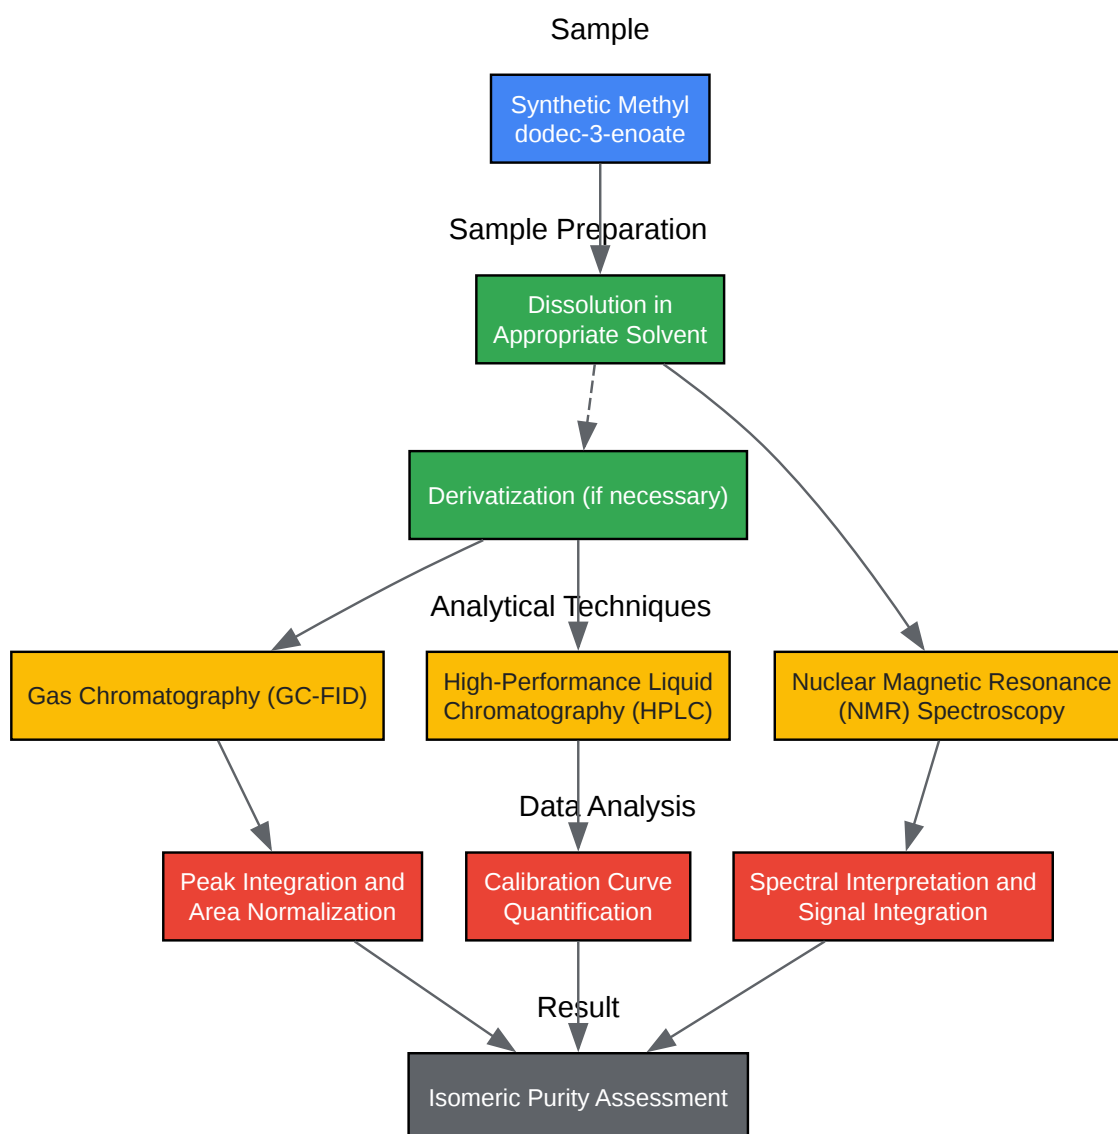 Sample
Synthetic Methyl
dodec-3-enoate
Sample Preparation
Dissolution in
Appropriate Solvent
Derivatization (if necessary)
Analytical Techniques
Gas Chromatography (GC-FID)
High-Performance Liquid
Chromatography (HPLC)
Nuclear Magnetic Resonance
(NMR) Spectroscopy
Data Analysis
Peak Integration and
Area Normalization
Calibration Curve
Quantification
Spectral Interpretation and
Signal Integration
Result
Isomeric Purity Assessment